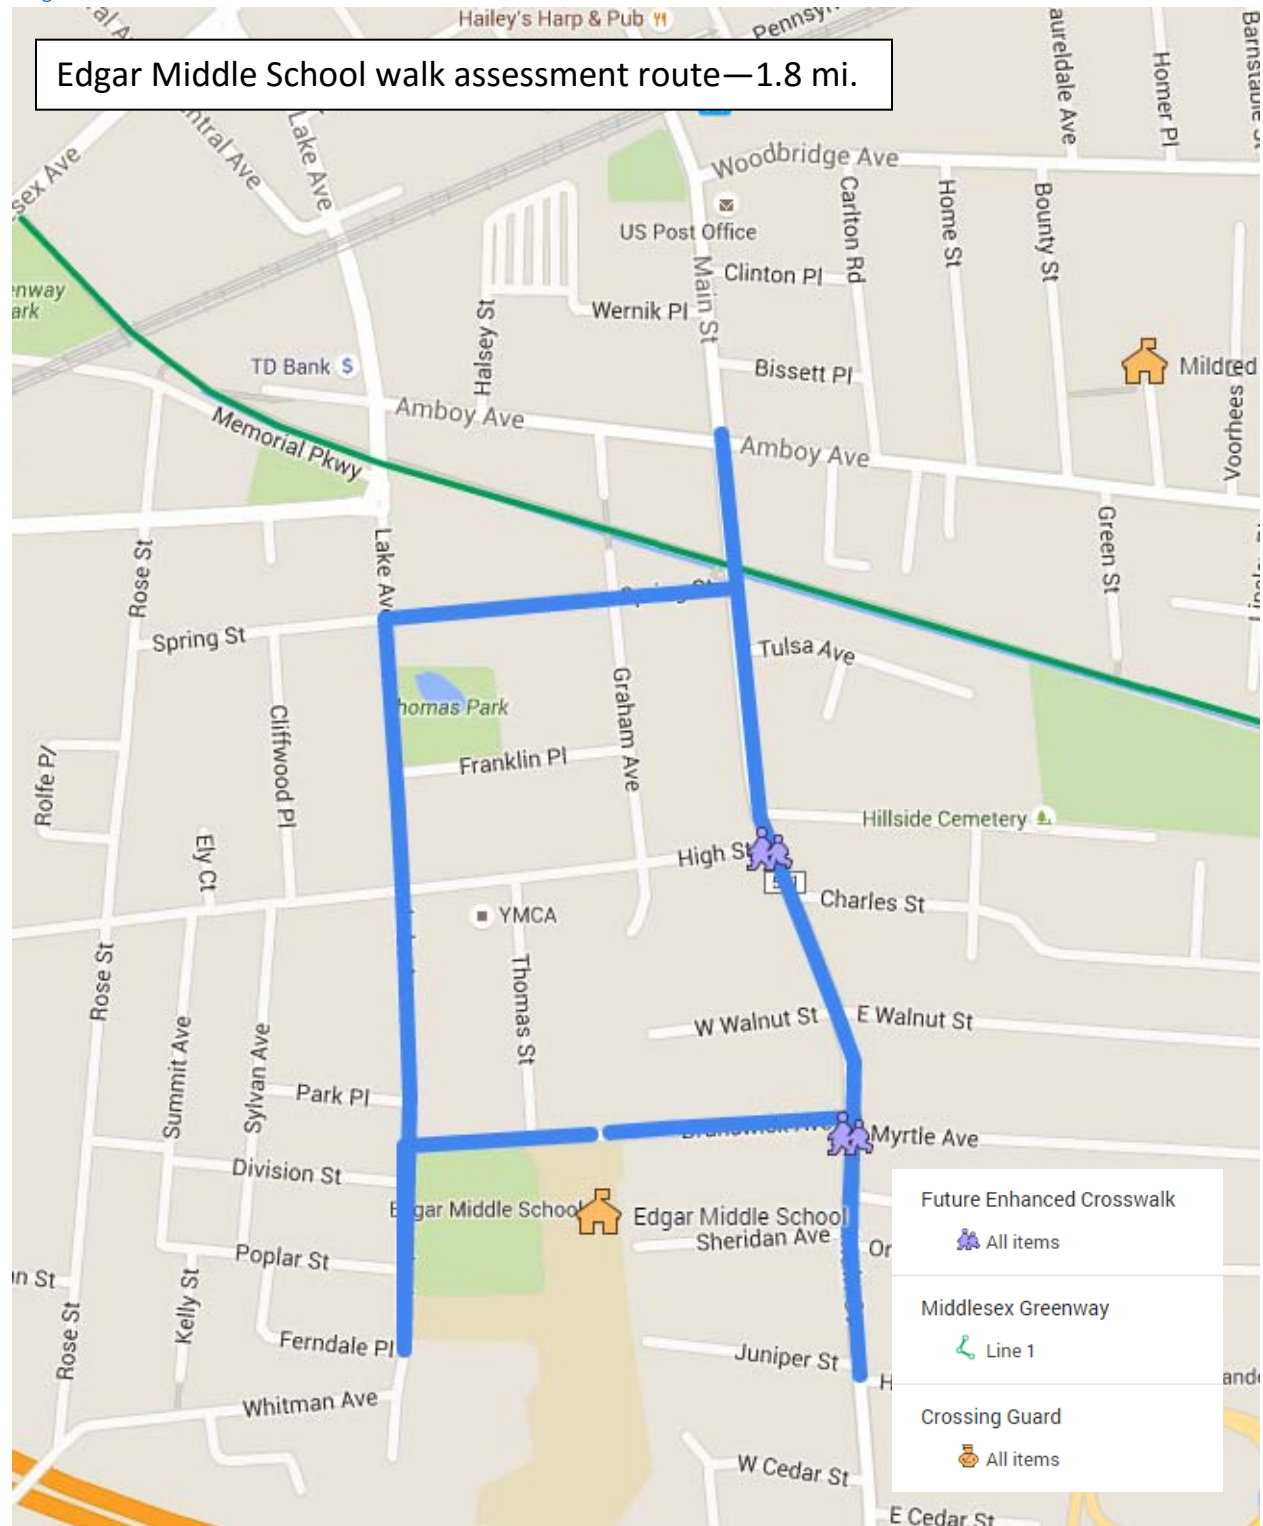 Hailey's Harp & Pub
Edgar Middle School walk assessment route—1.8 mi.
Lake Ave
Woodbridge Ave
Homer Pl
US Post Office
Main St
Clinton Pl
Carlton Rd
Home St
Bounty St
Wernik Pl
Halsey St
TD Bank
$
Bissett Pl
Mildred
Voorhees
Amboy Ave
Amboy Ave
Memorial Pkwy
Green St
Rose St
Lake Av
Spring St
Tulsa Ave
Graham Ave
homas Park
Cliffwood Pl
Franklin Pl
Rolfe P
Hillside Cemetery
Ely Ct
High St
Charles St
YMCA
Rose St
Thomas St
W Walnut St
E Walnut St
Summit Ave
Sylvan Ave
Park Pl
Myrtle Ave
Division St
Edgar Middle School
Edgar Middle School
Sheridan Ave
Or
Poplar St
n St
Kelly St
Rose St
Ferndale Pl
Juniper St
H
Whitman Ave
W Cedar St
E Cedar St
Future Enhanced Crosswalk
All items
Middlesex Greenway
Line 1
Crossing Guard
All items